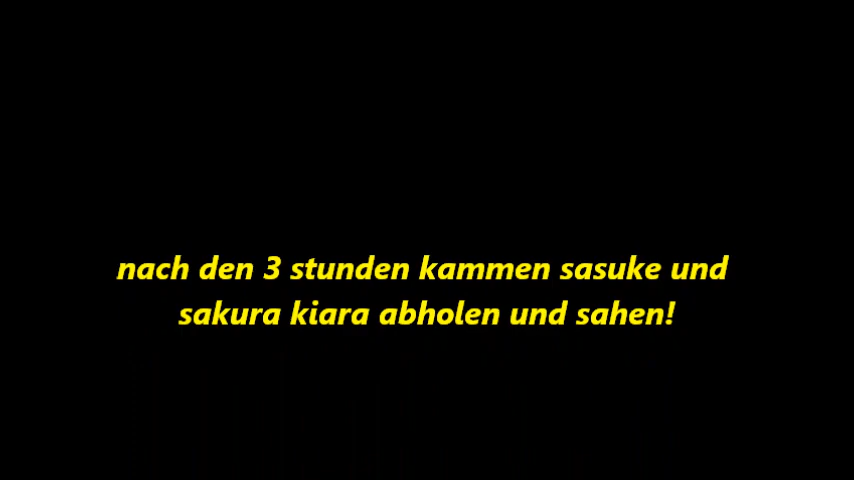 nach den 3 stunden kammen sasuke und
sakura kiara abholen und sahen!